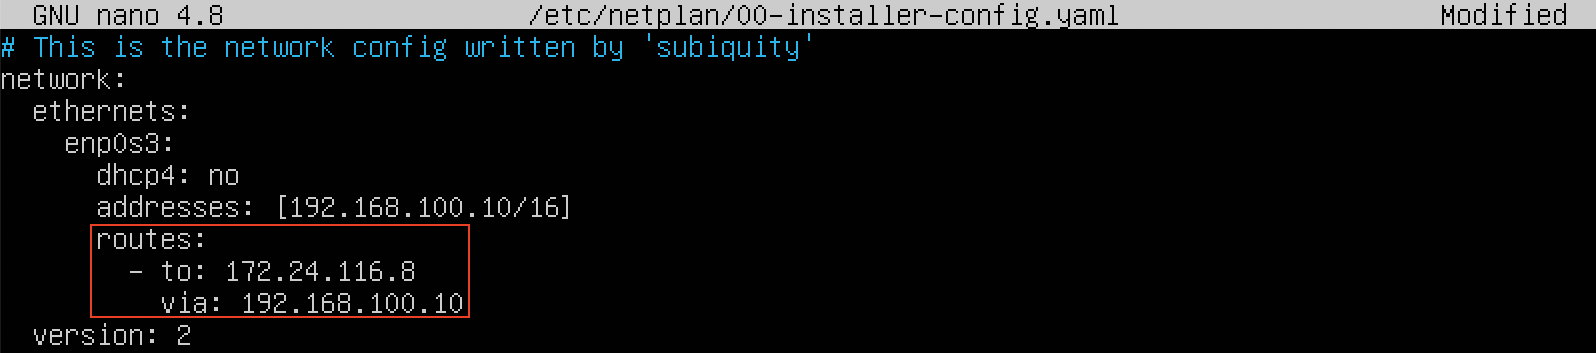 GNU nano 4.8 /etc/netplan/00-installer-config.yaml Modified
# This is the network config written by 'subiquity'
network:
  ethernets:
    enp0s3:
      dhcp4: no
      addresses: [192.168.100.10/16]
      routes:
        - to: 172.24.116.8
          via: 192.168.100.10
  version: 2